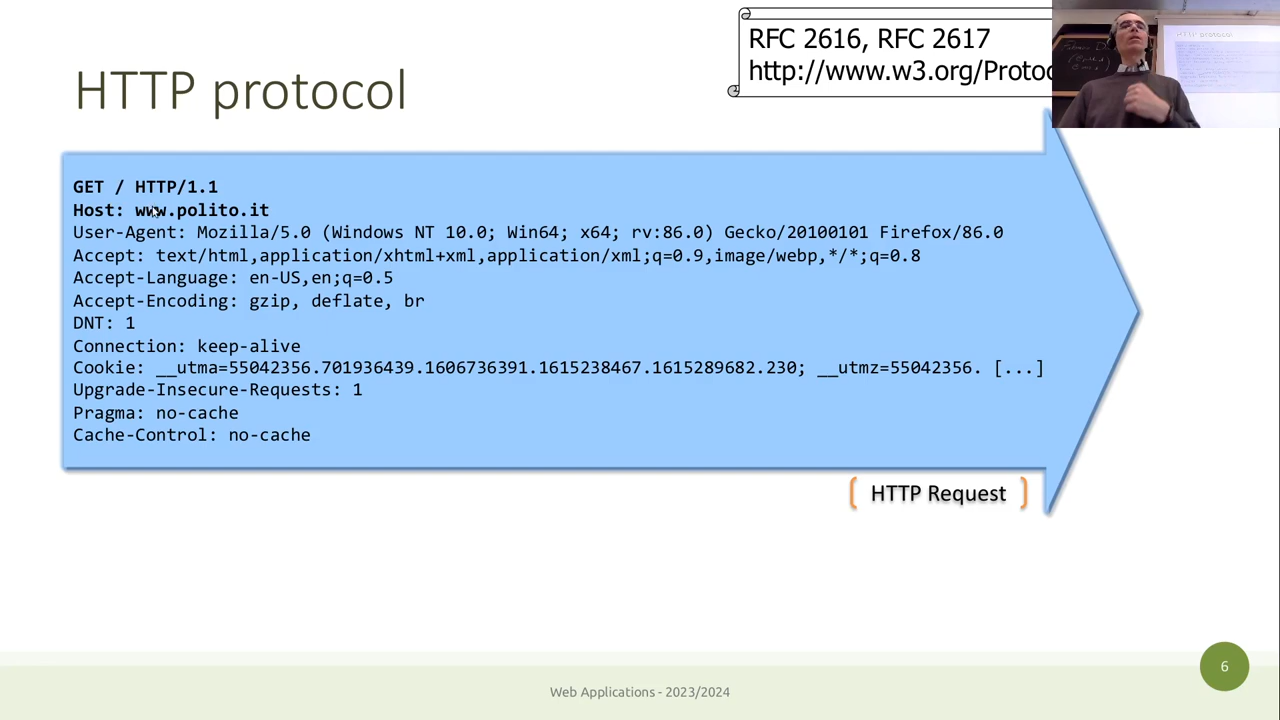 RFC 2616, RFC 2617
http://www.w3.org/Protoc
HTTP protocol
GET / HTTP/1.1
Host: www.polito.it
User-Agent: Mozilla/5.0 (Windows NT 10.0; Win64; x64; rv:86.0) Gecko/20100101 Firefox/86.0
Accept: text/html,application/xhtml+xml,application/xml;q=0.9,image/webp,*/*;q=0.8
Accept-Language: en-US,en;q=0.5
Accept-Encoding: gzip, deflate, br
DNT: 1
Connection: keep-alive
Cookie: __utma=55042356.701936439.1606736391.1615238467.1615289682.230; __utmz=55042356. [...]
Upgrade-Insecure-Requests: 1
Pragma: no-cache
Cache-Control: no-cache
HTTP Request
Web Applications - 2023/2024
6
HTTP protocol